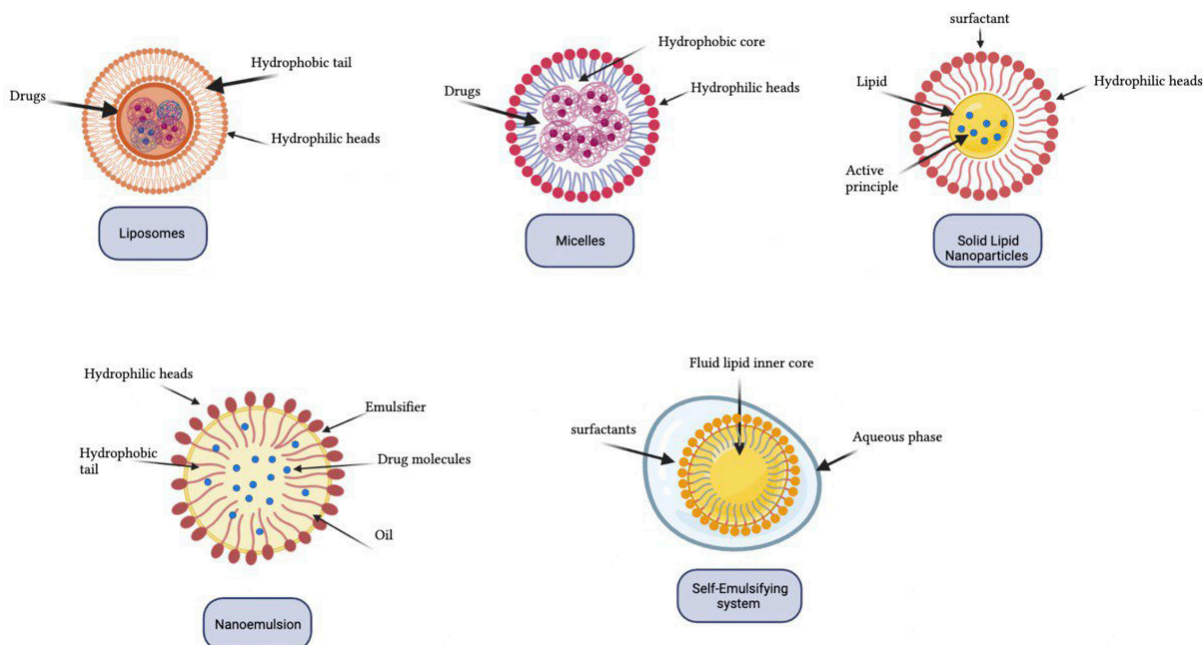 Drugs
Hydrophobic tail
Hydrophilic heads
Liposomes
Hydrophobic core
Drugs
Hydrophilic heads
Micelles
surfactant
Lipid
Hydrophilic heads
Active
principle
Solid Lipid
Nanoparticles
Hydrophilic heads
Emulsifier
Hydrophobic
tail
Drug molecules
Oil
Nanoemulsion
Fluid lipid inner core
surfactants
Aqueous phase
Self-Emulsifying
system